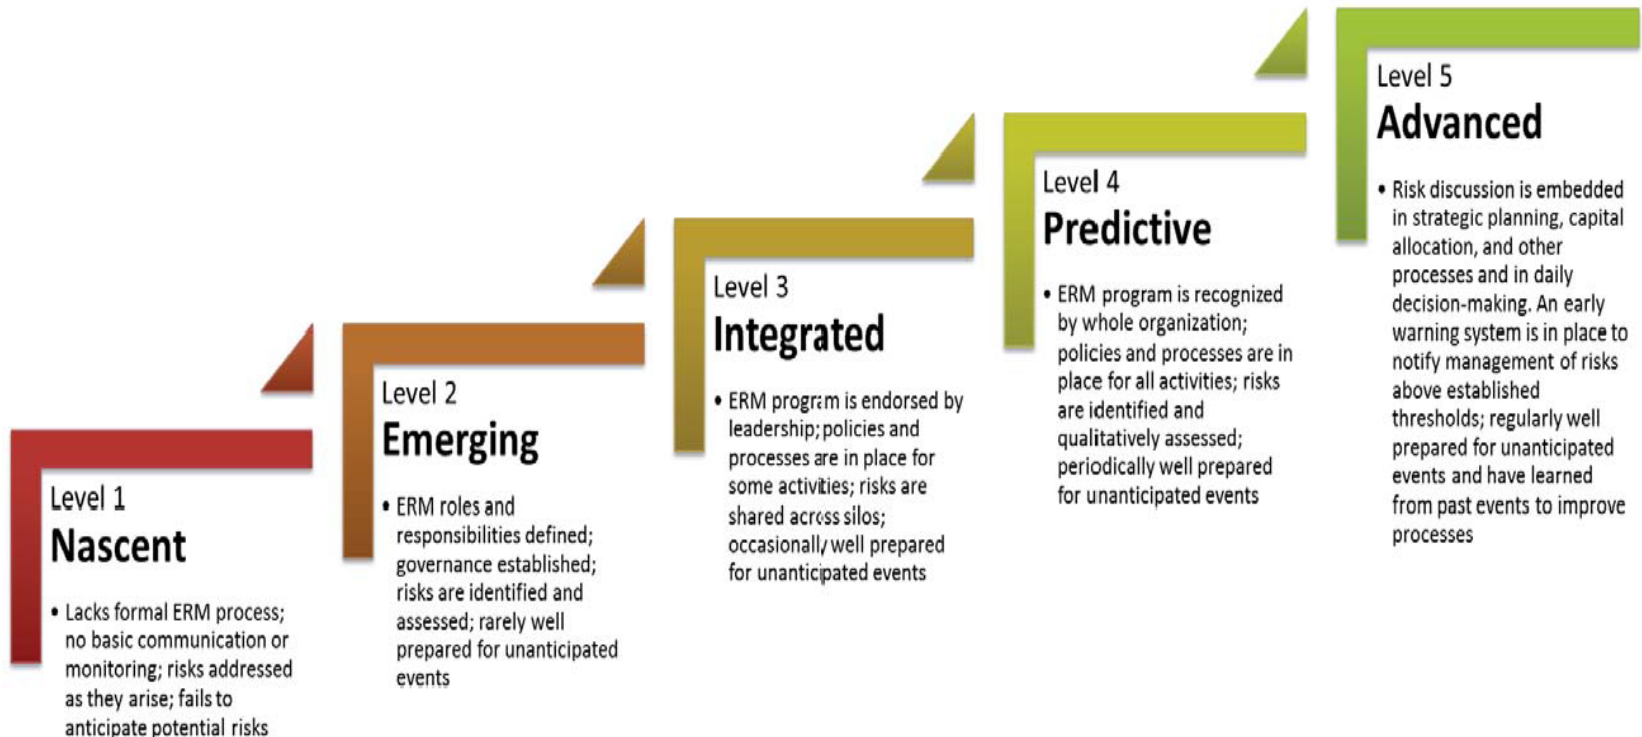 Level 1
Nascent
• Lacks formal ERM process;
no basic communication or
monitoring; risks addressed
as they arise; fails to
anticipate potential risks
Level 2
Emerging
• ERM roles and
responsibilities defined;
governance established;
risks are identified and
assessed; rarely well
prepared for unanticipated
events
Level 3
Integrated
• ERM program is endorsed by
leadership; policies and
processes are in place for
some activities; risks are
shared across silos;
occasionally well prepared
for unanticipated events
Level 4
Predictive
• ERM program is recognized
by whole organization;
policies and processes are in
place for all activities; risks
are identified and
qualitatively assessed;
periodically well prepared
for unanticipated events
Level 5
Advanced
• Risk discussion is embedded
in strategic planning, capital
allocation, and other
processes and in daily
decision-making. An early
warning system is in place to
notify management of risks
above established
thresholds; regularly well
prepared for unanticipated
events and have learned
from past events to improve
processes